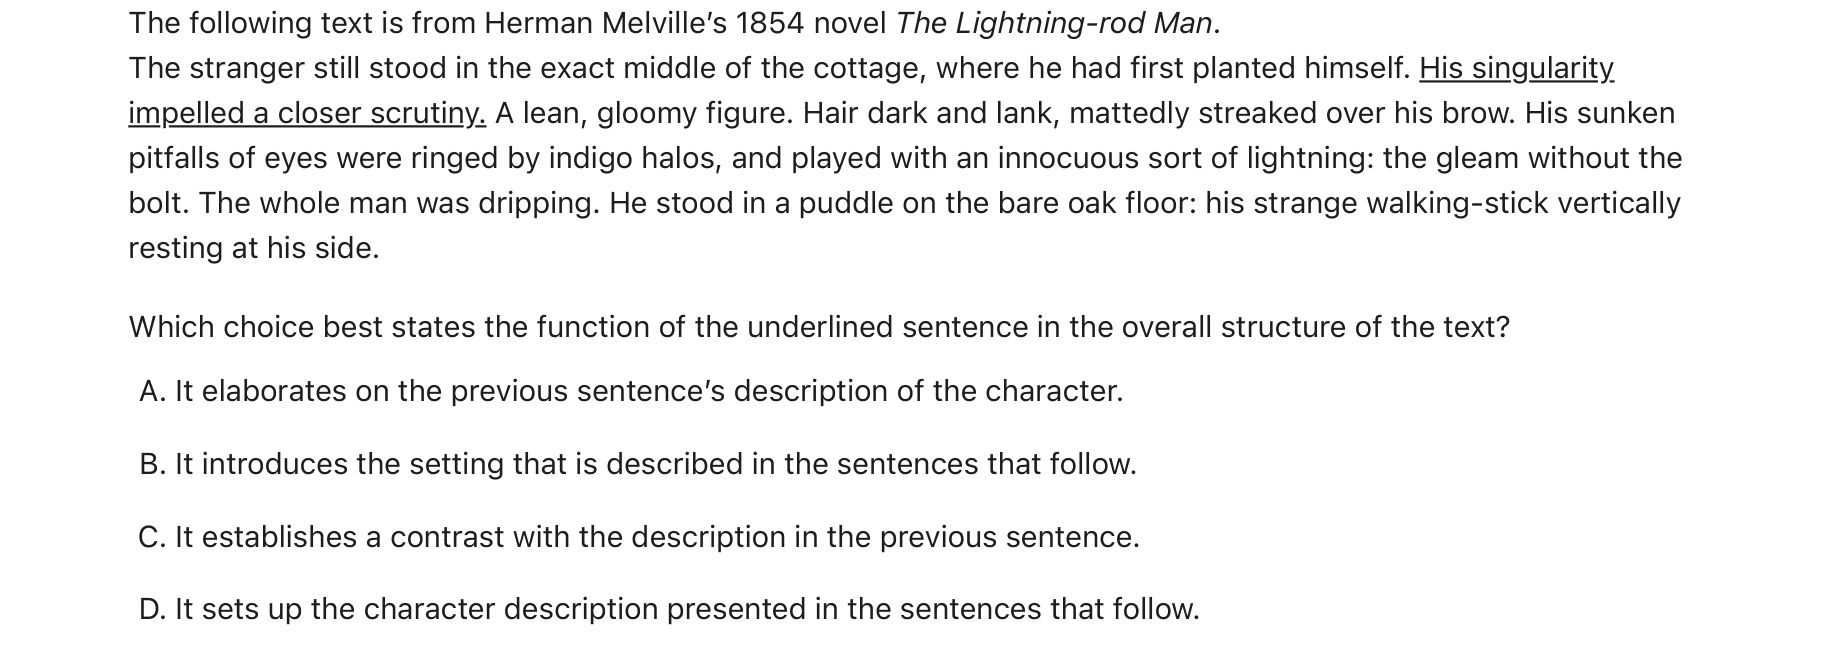 The following text is from Herman Melville’s 1854 novel The Lightning-rod Man.
The stranger still stood in the exact middle of the cottage, where he had first planted himself. His singularity
impelled a closer scrutiny. A lean, gloomy figure. Hair dark and lank, mattedly streaked over his brow. His sunken
pitfalls of eyes were ringed by indigo halos, and played with an innocuous sort of lightning: the gleam without the
bolt. The whole man was dripping. He stood in a puddle on the bare oak floor: his strange walking-stick vertically
resting at his side.
Which choice best states the function of the underlined sentence in the overall structure of the text?
A. It elaborates on the previous sentence’s description of the character.
B. It introduces the setting that is described in the sentences that follow.
C. It establishes a contrast with the description in the previous sentence.
D. It sets up the character description presented in the sentences that follow.